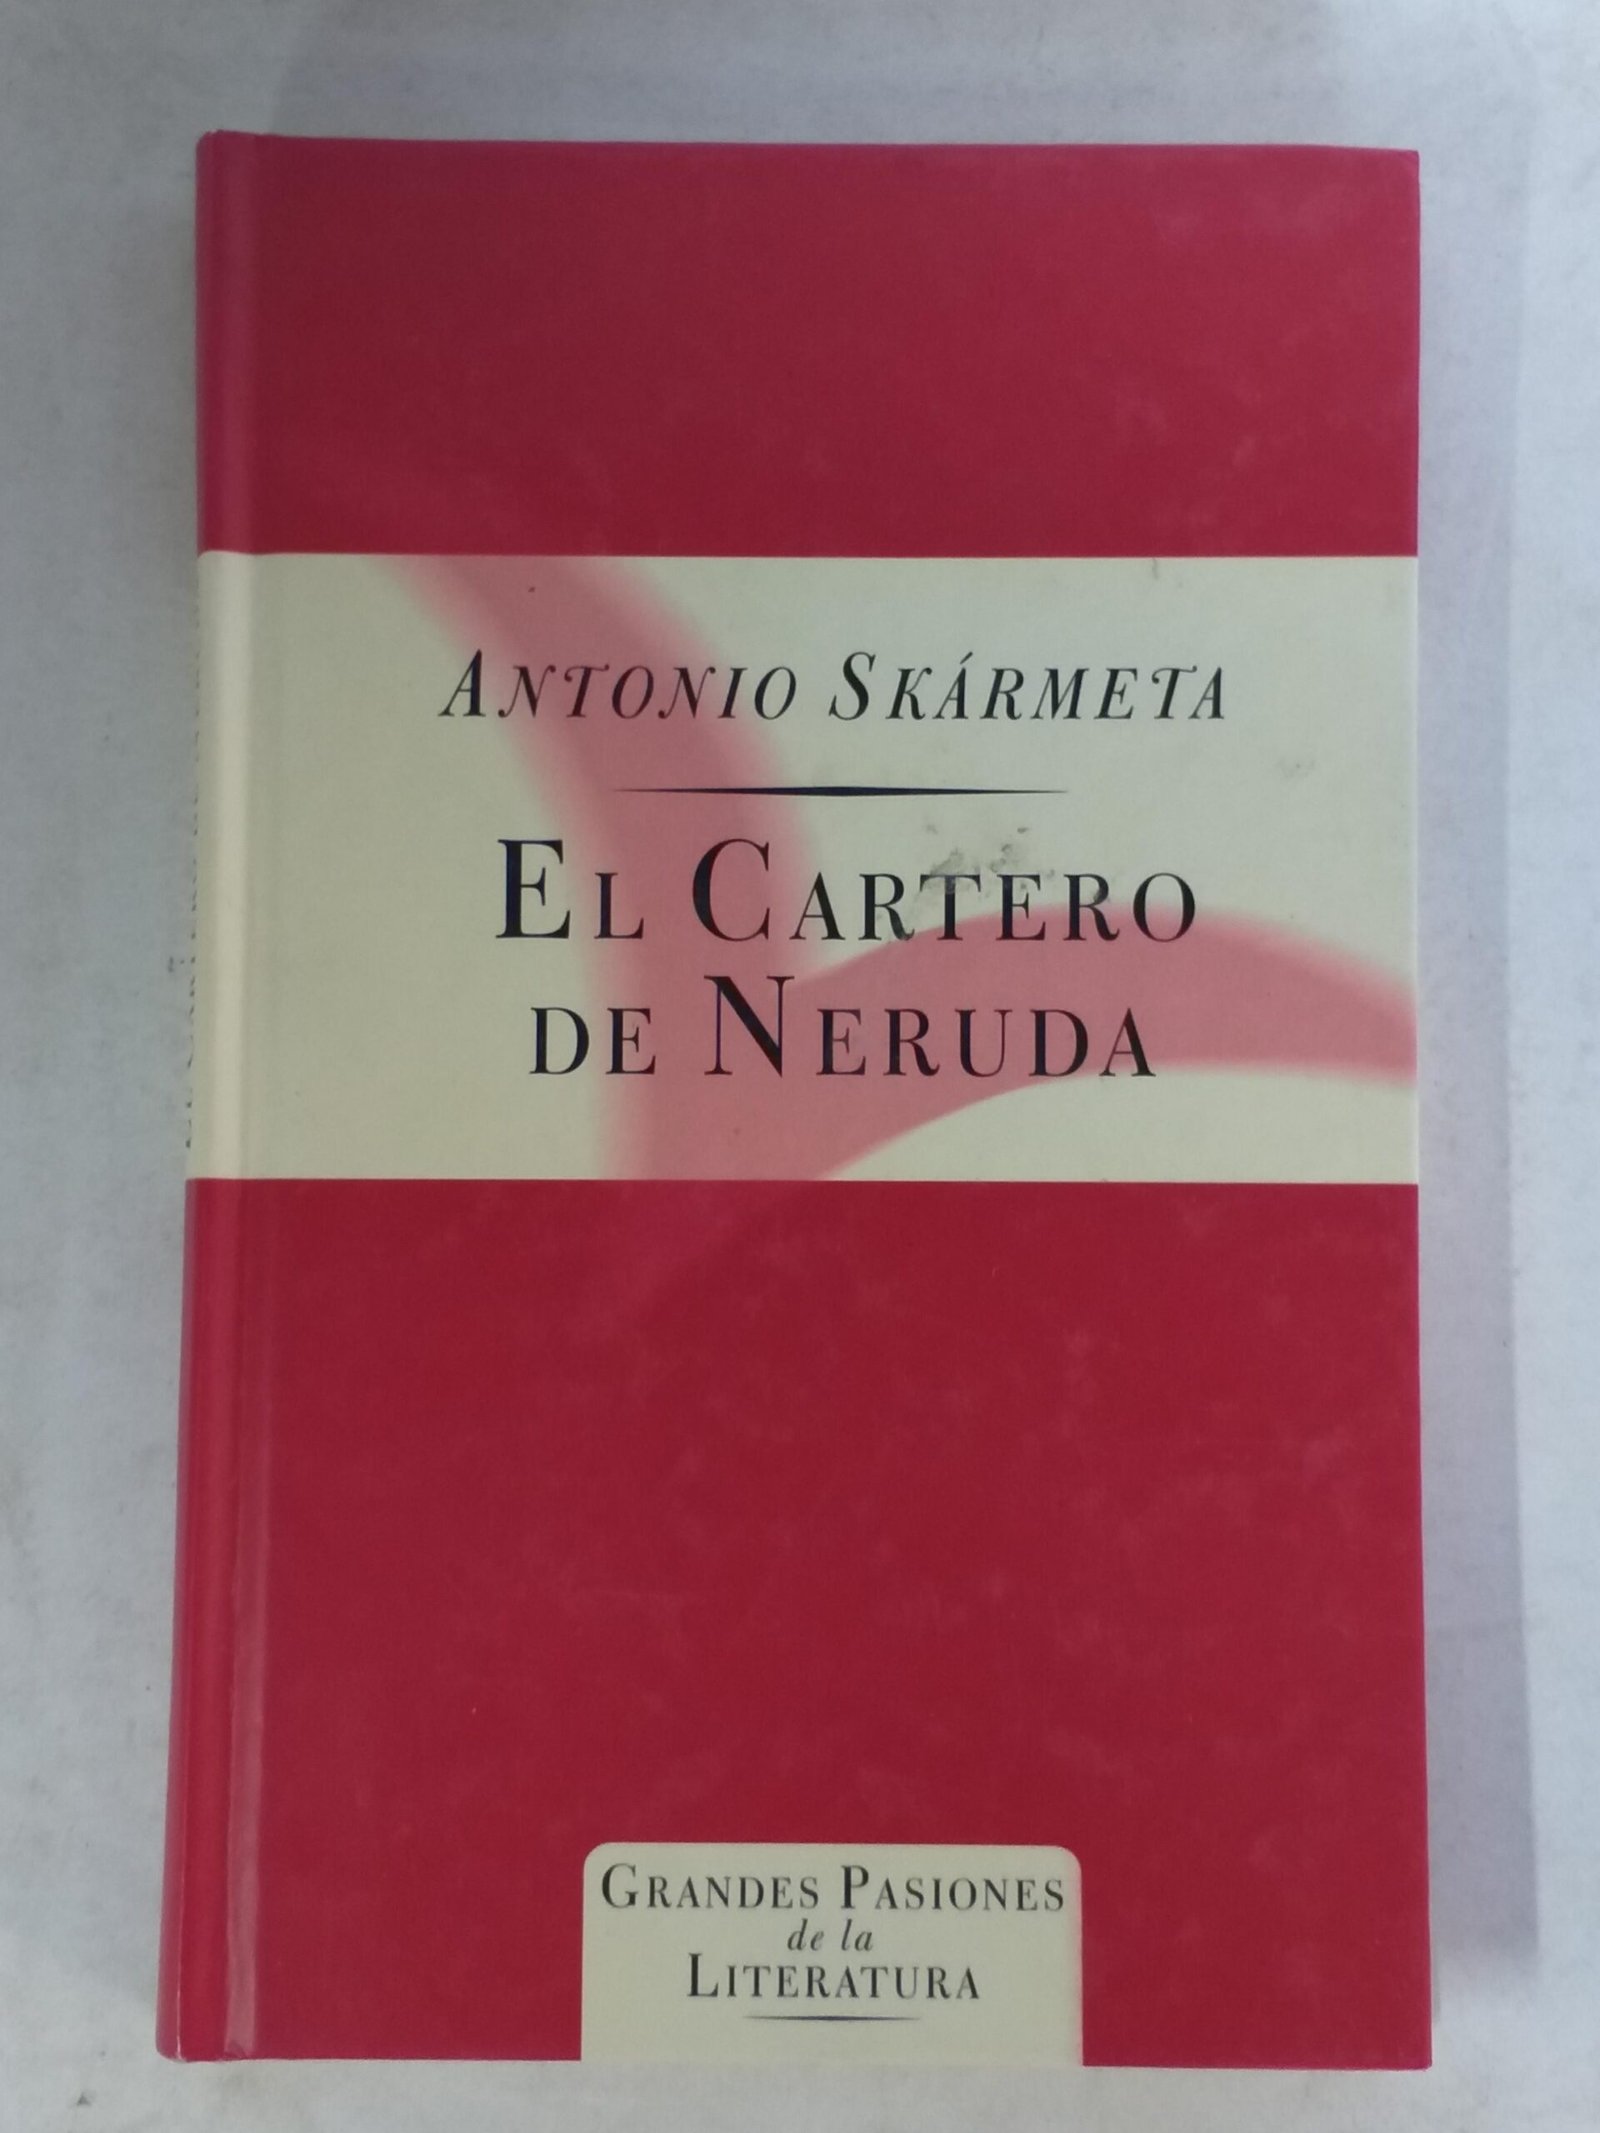 ANTONIO SKÁRMETA
EL CARTERO
DE NERUDA
GRANDES PASIONES
de la
LITERATURA